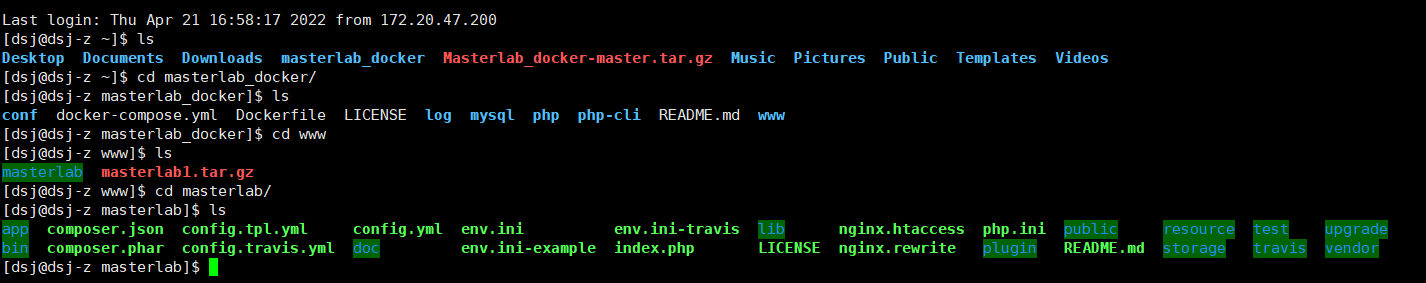 Last login: Thu Apr 21 16:58:17 2022 from 172.20.47.200
[dsj@dsj-z ~]$ ls
Desktop  Documents  Downloads  masterlab_docker  Masterlab_docker-master.tar.gz  Music  Pictures  Public  Templates  Videos
[dsj@dsj-z ~]$ cd masterlab_docker/
[dsj@dsj-z masterlab_docker]$ ls
conf  docker-compose.yml  Dockerfile  LICENSE  log  mysql  php  php-cli  README.md  www
[dsj@dsj-z masterlab_docker]$ cd www
[dsj@dsj-z www]$ ls
masterlab  masterlab1.tar.gz
[dsj@dsj-z www]$ cd masterlab/
[dsj@dsj-z masterlab]$ ls
app  composer.json  config.tpl.yml     config.yml  env.ini          env.ini-travis  lib      nginx.htaccess  php.ini  public     resource  test    upgrade
bin  composer.phar  config.travis.yml  doc         env.ini-example  index.php       LICENSE  nginx.rewrite   plugin   README.md  storage   travis  vendor
[dsj@dsj-z masterlab]$